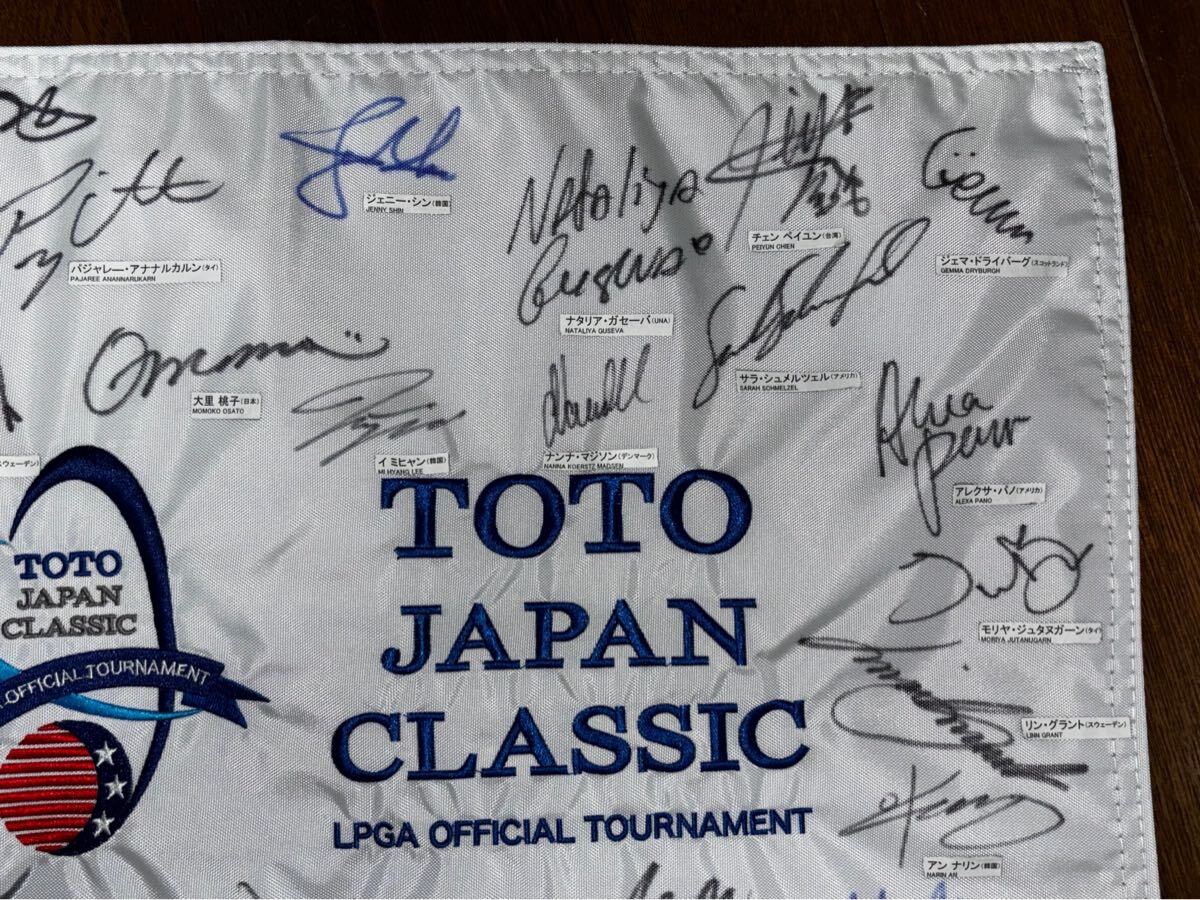 ジェニー・シン(韓国)
JENNY SHIN
パジャレー・アナナルカルン(タイ)
PAJAREE ANANNARUKARN
Nataliya
Guseva
ナタリア・ガセーバ(UNA)
NATALIYA GUSEVA
チェン ペイユン(台湾)
PEIYUN CHIEN
Gemma
ジェマ・ドライバーグ(スコットランド)
GEMMA DRYBURGH
Momoko
大里 桃子(日本)
MOMOKO OSATO
イ ミヒャン(韓国)
MI HYANG LEE
ナンナ・マジソン(デンマーク)
NANNA KOERSTZ MADSEN
サラ・シュメルツェル(アメリカ)
SARAH SCHMELZEL
Alexa
Pano
アレクサ・パノ(アメリカ)
ALEXA PANO
スウェーデン)
TOTO
JAPAN
CLASSIC
OFFICIAL TOURNAMENT
TOTO
JAPAN
CLASSIC
LPGA OFFICIAL TOURNAMENT
モリヤ・ジュタヌガーン(タイ)
MORIYA JUTANUGARN
リン・グラント(スウェーデン)
LINN GRANT
アン ナリン(韓国)
NARIN AN